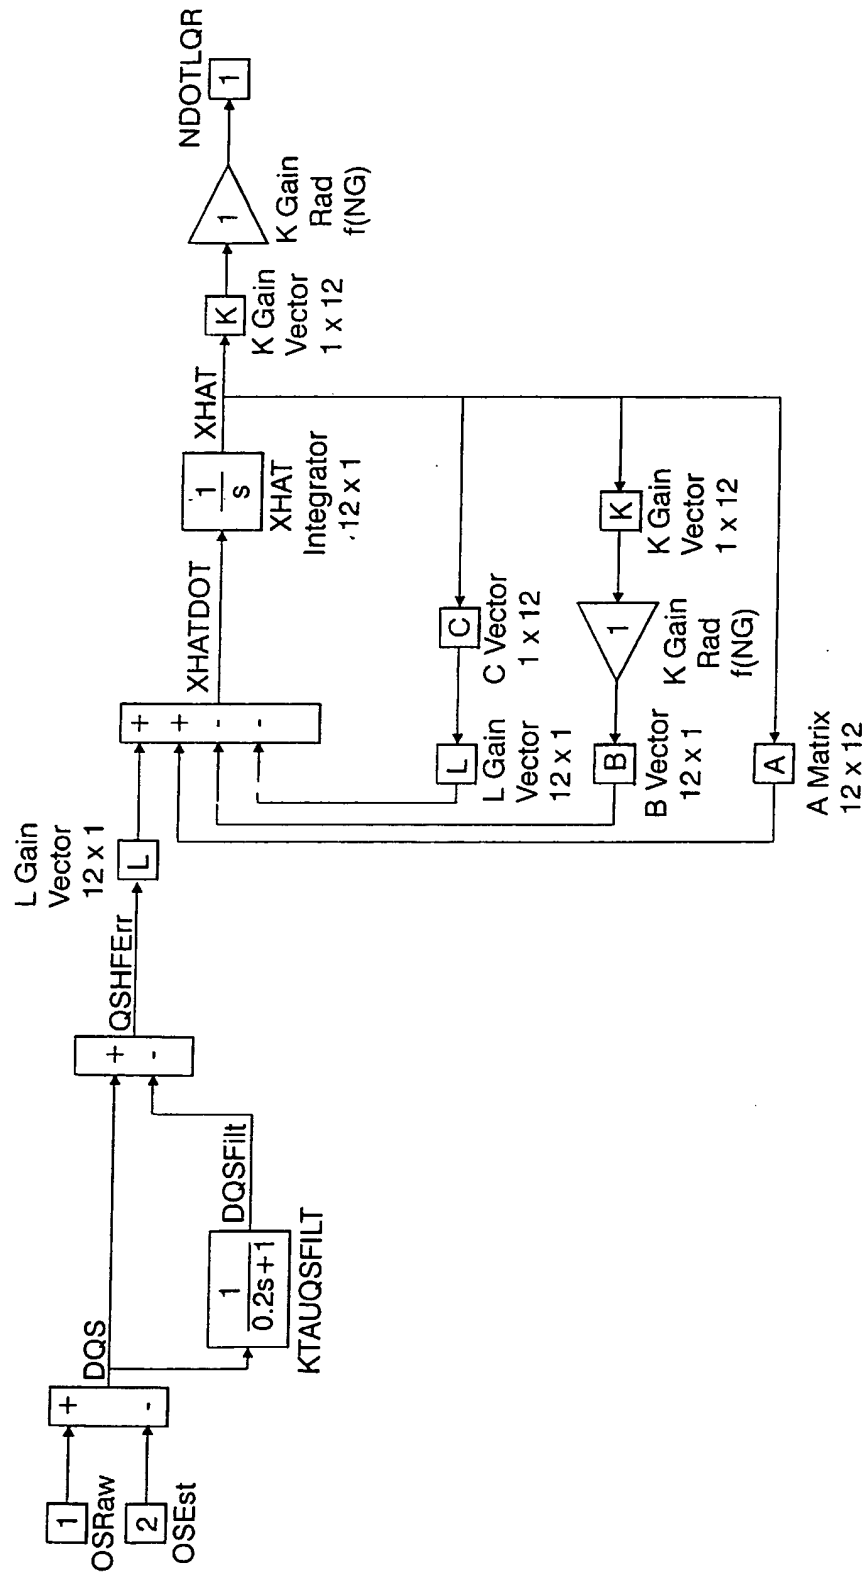 1
OSRaw
2
OSEst
+
-
DQS
1
0.2s+1
KTAUQSFILT
DQSFilt
+
-
QSHFErr
L Gain
Vector
12 x 1
L
+
+
-
-
XHATDOT
1
s
XHAT
Integrator
12 x 1
XHAT
K
K Gain
Vector
1 x 12
1
K Gain
Rad
f(NG)
NDOTLQR
1
L
L Gain
Vector
12 x 1
C
C Vector
1 x 12
B
B Vector
12 x 1
1
K Gain
Rad
f(NG)
K
K Gain
Vector
1 x 12
A
A Matrix
12 x 12